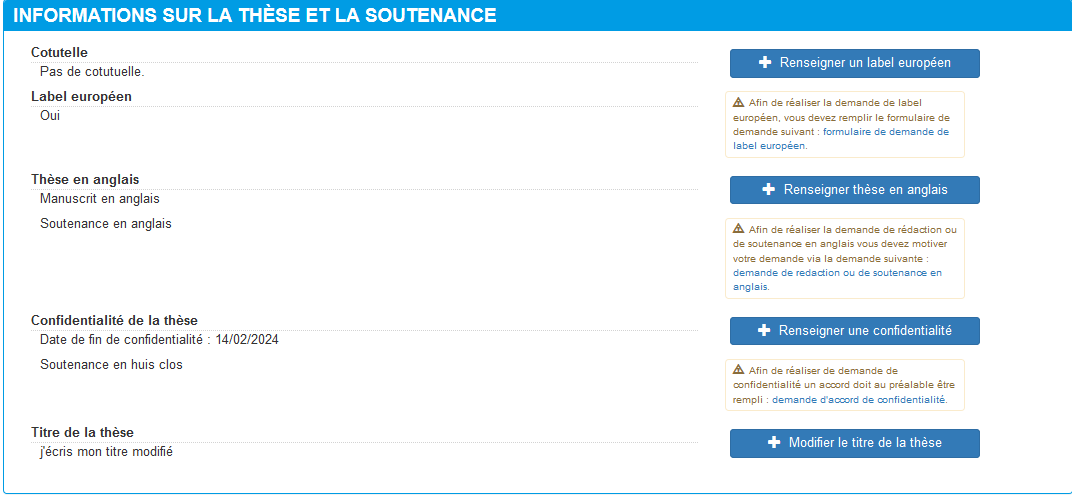 INFORMATIONS SUR LA THÈSE ET LA SOUTENANCE
Cotutelle
Pas de cotutuelle.
Renseigner un label européen
Label européen
Oui
Afin de réaliser la demande de label
européen, vous devez remplir le formulaire de
demande suivant : formulaire de demande de
label européen.
Thèse en anglais
Manuscrit en anglais
Soutenance en anglais
Renseigner thèse en anglais
Afin de réaliser la demande de rédaction ou
de soutenance en anglais vous devez motiver
votre demande via la demande suivante :
demande de redaction ou de soutenance en
anglais.
Confidentialité de la thèse
Date de fin de confidentialité : 14/02/2024
Soutenance en huis clos
Renseigner une confidentialité
Afin de réaliser de demande de
confidentialité un accord doit au préalable être
rempli : demande d'accord de confidentialité.
Titre de la thèse
j'écris mon titre modifié
Modifier le titre de la thèse